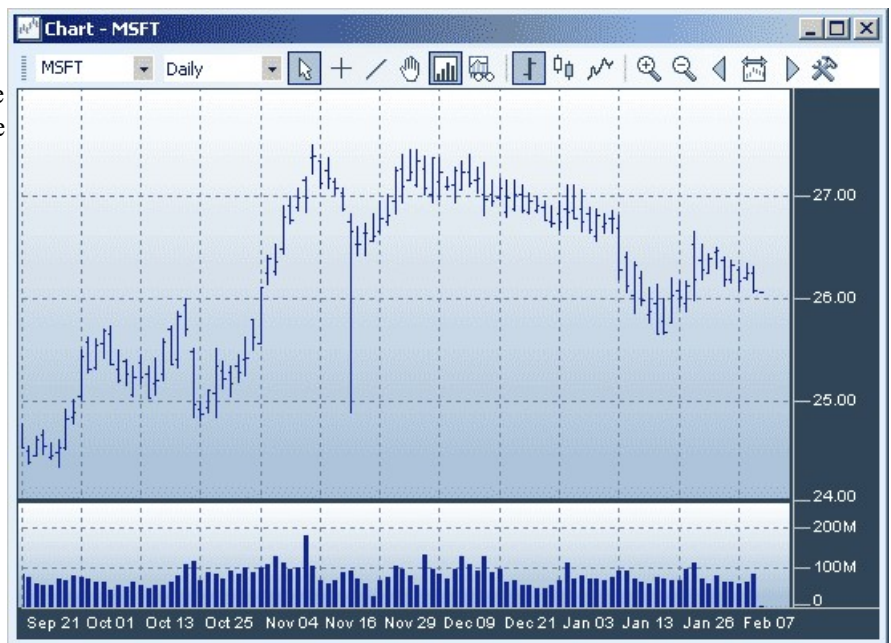 Chart - MSFT
MSFT Daily
e
e
27.00
26.00
25.00
24.00
200M
100M
0
Sep 21 Oct 01 Oct 13 Oct 25 Nov 04 Nov 16 Nov 29 Dec 09 Dec 21 Jan 03 Jan 13 Jan 26 Feb 07